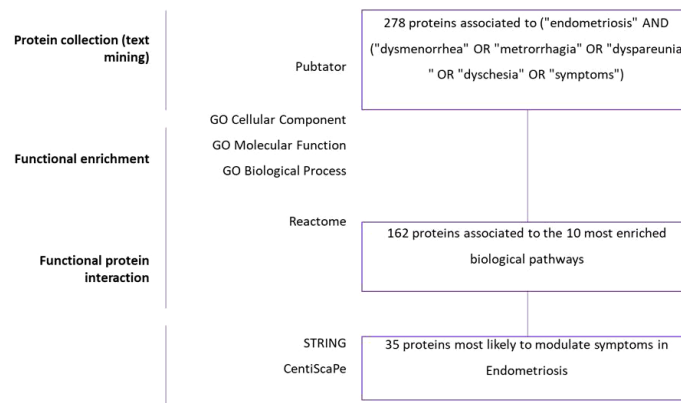 Protein collection (text
mining)
Pubtator
278 proteins associated to ("endometriosis" AND
("dysmenorrhea" OR "metrorrhagia" OR "dyspareunia
" OR "dyschesia" OR "symptoms")
GO Cellular Component
GO Molecular Function
GO Biological Process
Functional enrichment
Reactome
162 proteins associated to the 10 most enriched
biological pathways
Functional protein
interaction
STRING
CentiScaPe
35 proteins most likely to modulate symptoms in
Endometriosis